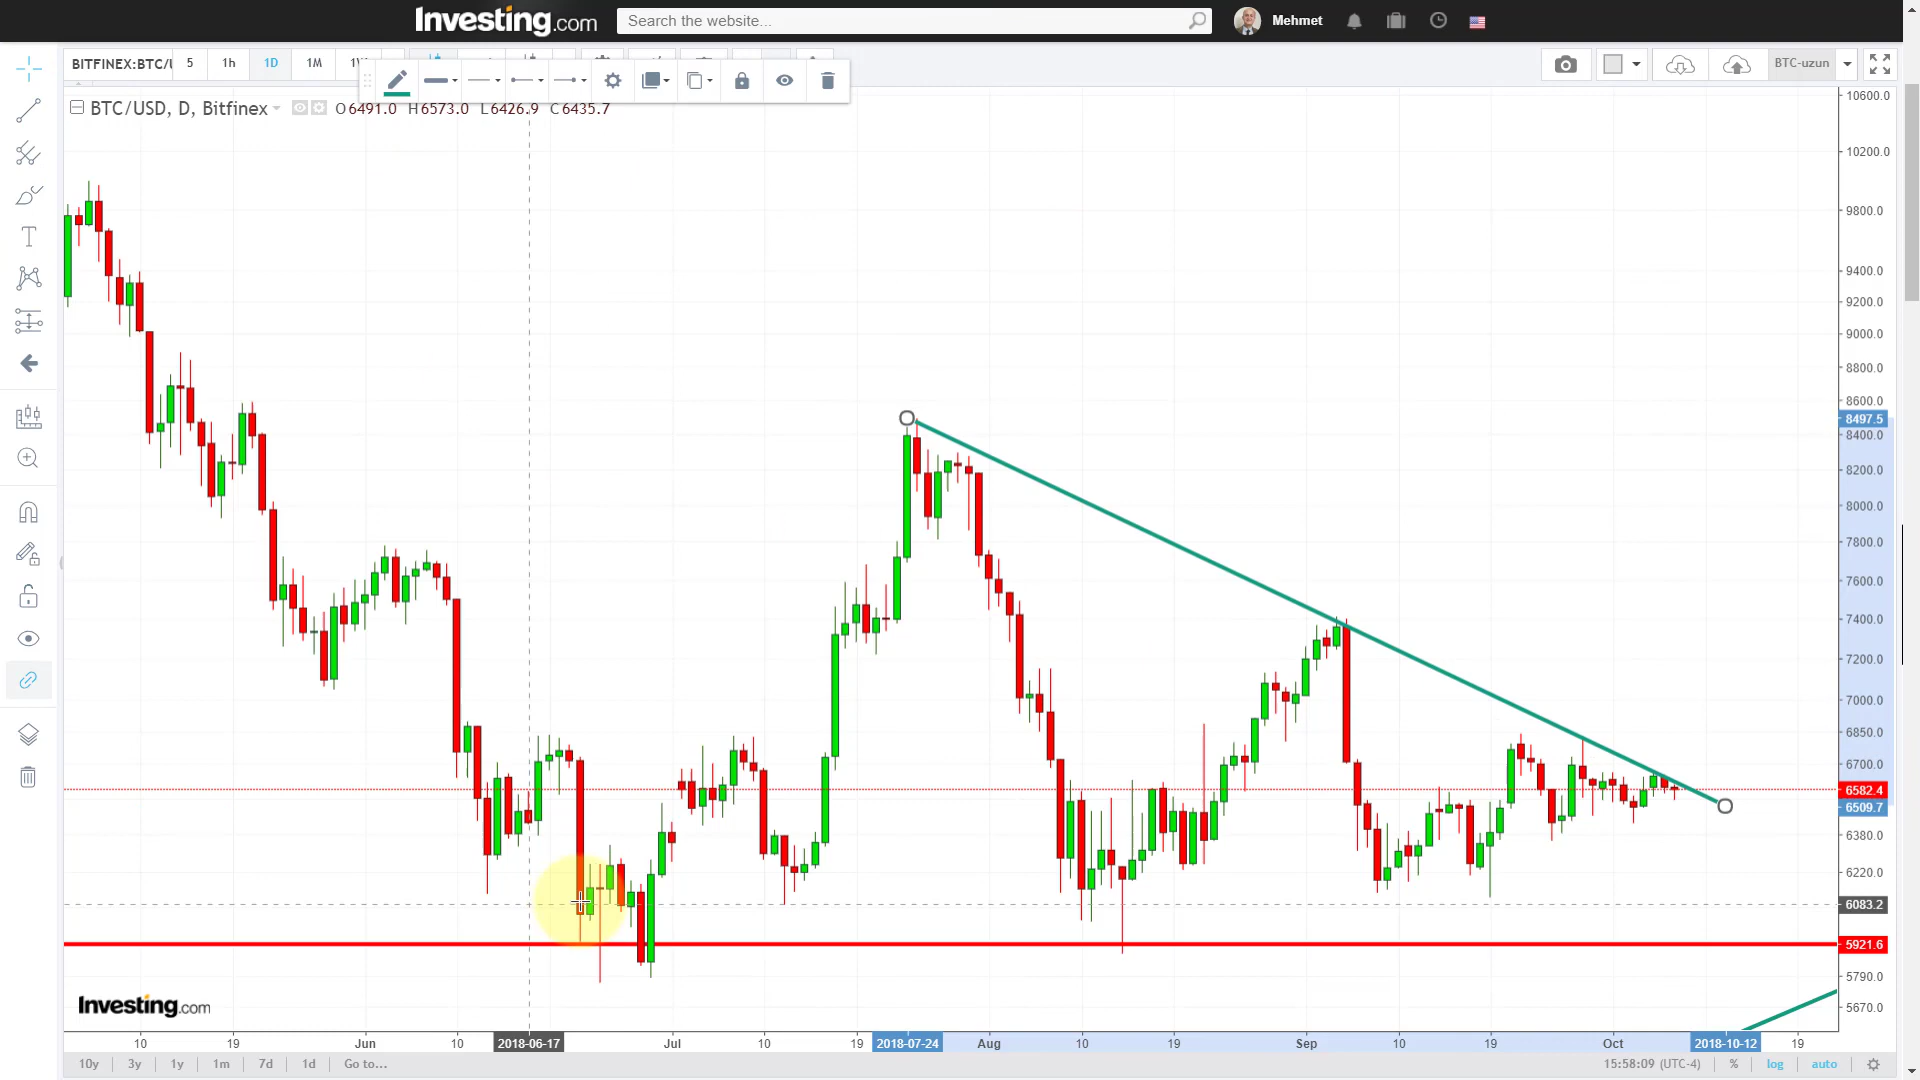 Investing.com
Search the website...
Mehmet
BITFINEX:BTC/
5
1h
1D
1M
BTC-uzun
BTC/USD, D, Bitfinex
O6491.0 H6573.0 L6426.9 C6435.7
10600.0
10200.0
9800.0
9400.0
9200.0
9000.0
8800.0
8600.0
8497.5
8400.0
8200.0
8000.0
7800.0
7600.0
7400.0
7200.0
7000.0
6850.0
6700.0
6582.4
6509.7
6380.0
6220.0
6083.2
5921.6
5790.0
5670.0
Investing.com
10 19 Jun 10 2018-06-17 Jul 10 19 2018-07-24 Aug 10 19 Sep 10 19 Oct 2018-10-12 19
10y 3y 1y 1m 7d 1d Go to... 15:58:09 (UTC-4) % log auto